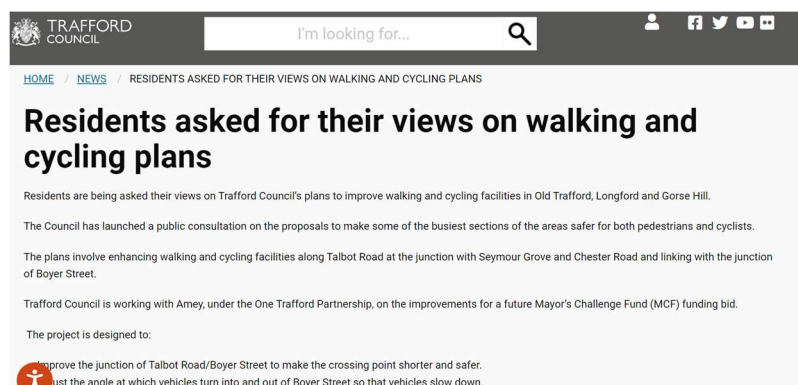 TRAFFORD
COUNCIL
I'm looking for...
HOME / NEWS / RESIDENTS ASKED FOR THEIR VIEWS ON WALKING AND CYCLING PLANS
Residents asked for their views on walking and
cycling plans
Residents are being asked their views on Trafford Council's plans to improve walking and cycling facilities in Old Trafford, Longford and Gorse Hill.
The Council has launched a public consultation on the proposals to make some of the busiest sections of the areas safer for both pedestrians and cyclists.
The plans involve enhancing walking and cycling facilities along Talbot Road at the junction with Seymour Grove and Chester Road and linking with the junction
of Boyer Street.
Trafford Council is working with Amey, under the One Trafford Partnership, on the improvements for a future Mayor's Challenge Fund (MCF) funding bid.
The project is designed to:
the junction of Talbot Road/Boyer Street to make the crossing point shorter and safer.
the angle at which vehicles turn into and out of Boyer Street so that vehicles slow down.